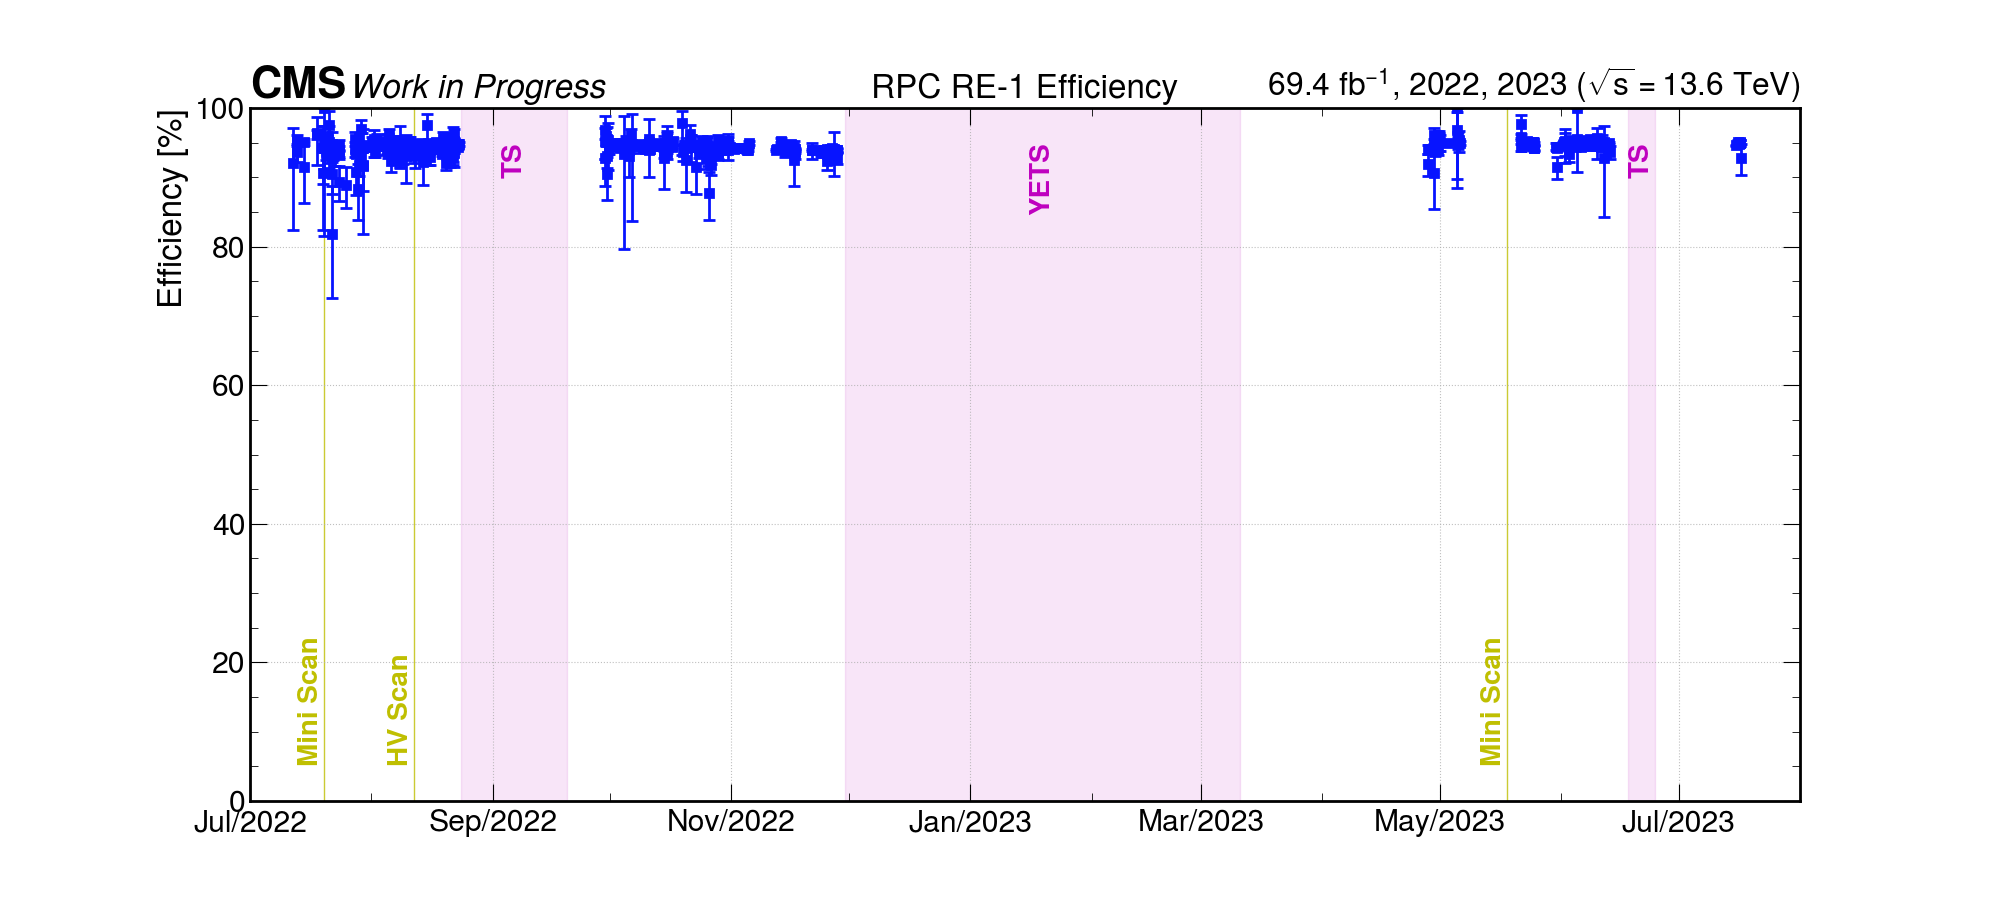 CMS Work in Progress RPC RE-1 Efficiency 69.4 fb⁻¹, 2022, 2023 (√s = 13.6 TeV)
Efficiency [%]
100
80
60
40
20
0
TS
YETS
TS
Mini Scan
HV Scan
Mini Scan
Jul/2022 Sep/2022 Nov/2022 Jan/2023 Mar/2023 May/2023 Jul/2023